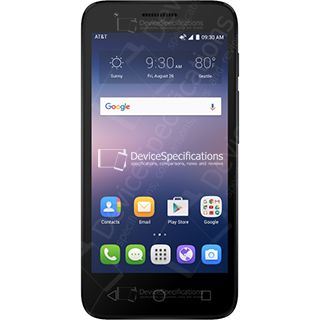 AT&T 09:30 AM
9:30 AM 80°
Sunny Fri, August 26 Settings
Google
DeviceSpecifications
specifications, comparisons, news and reviews
Contacts Email Play Store Google
DeviceSpecifications